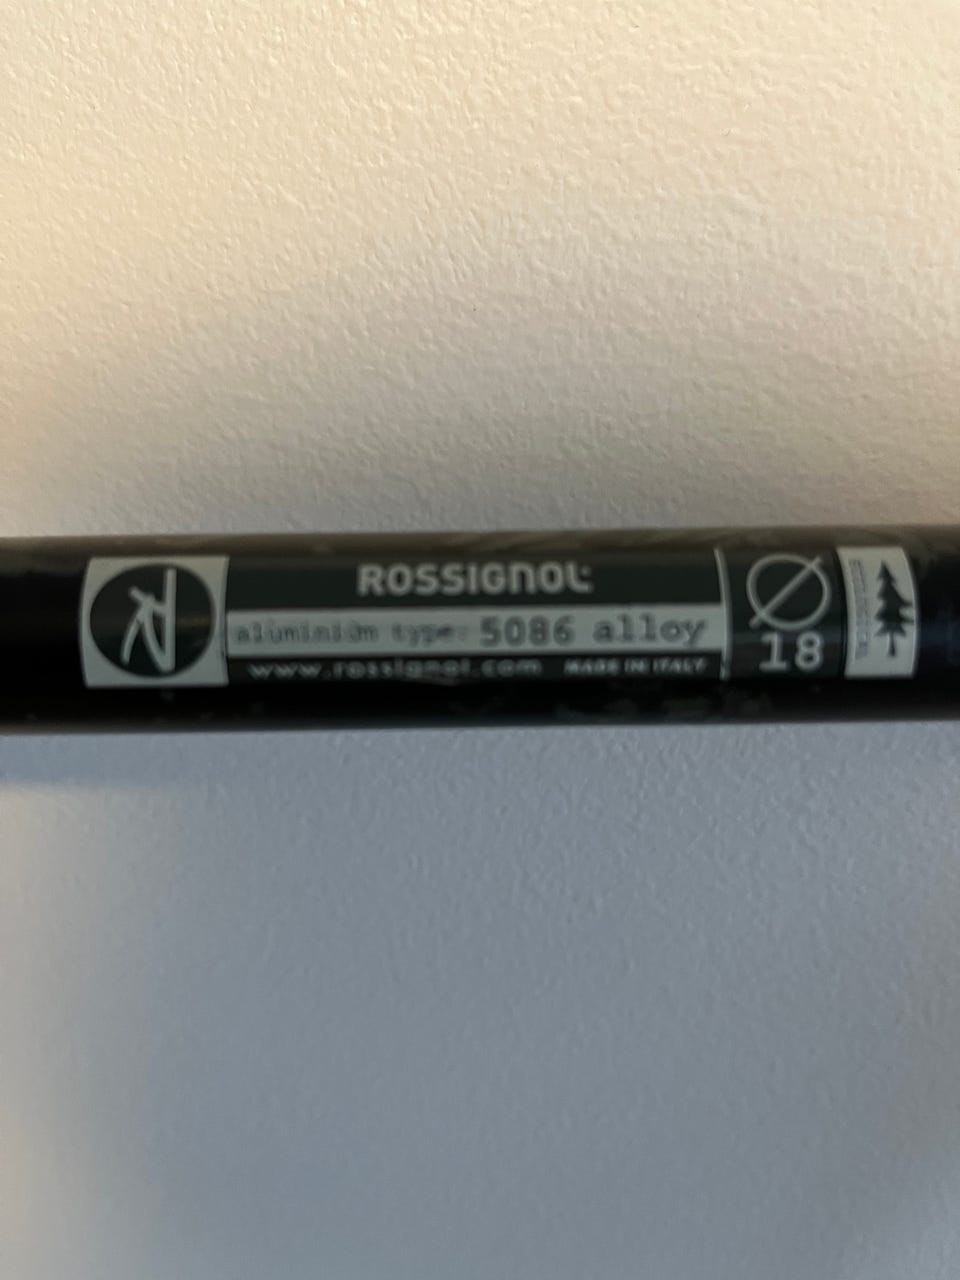 ROSSIGNOL
aluminium type: 5086 alloy
www.rossignol.com MADE IN ITALY
Ø
18